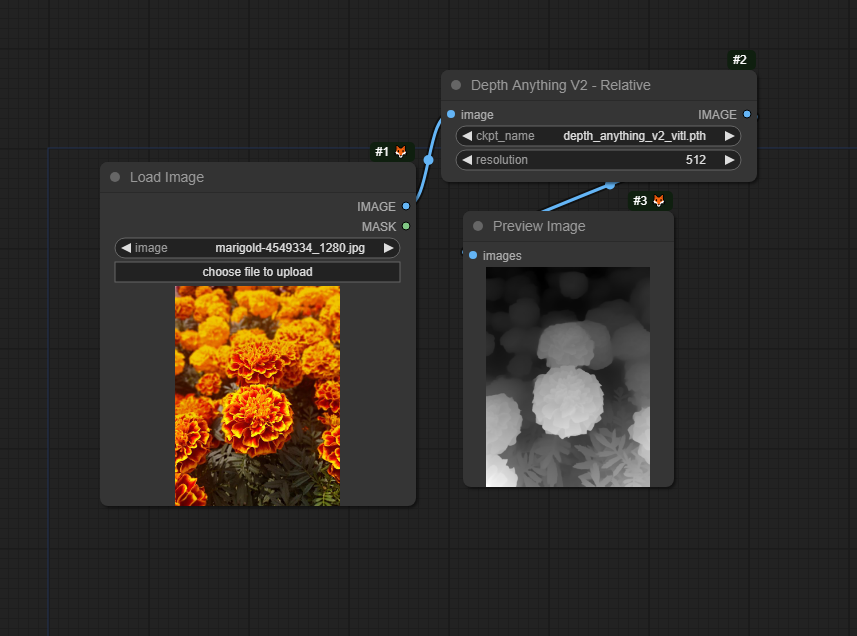 #2
Depth Anything V2 - Relative
image IMAGE
ckpt_name depth_anything_v2_vitl.pth
resolution 512
#1
Load Image
IMAGE
MASK
image marigold-4549334_1280.jpg
choose file to upload
#3
Preview Image
images